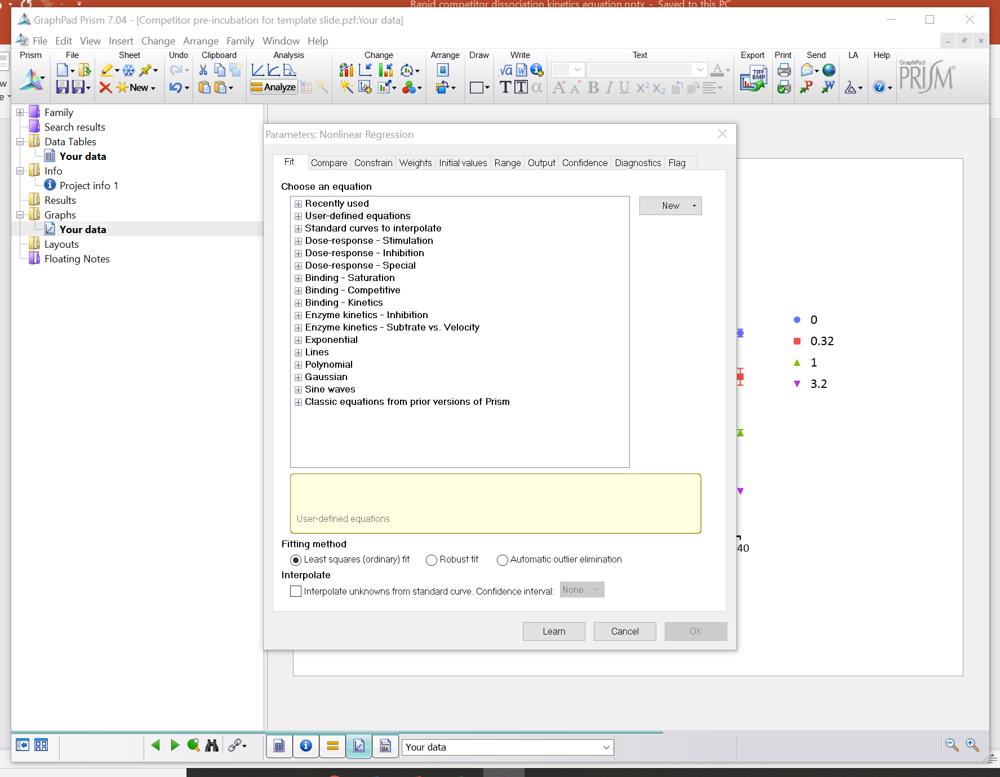 Rapid competitor dissociation kinetics equation.pptx - Saved to this PC
GraphPad Prism 7.04 - [Competitor pre-incubation for template slide.pzf:Your data]
File Edit View Insert Change Arrange Family Window Help
Prism File Sheet Undo Clipboard Analysis Change Arrange Draw Write Text Export Print Send LA Help
New
Analyze
TIFF
BMP
GraphPad
PRISM®
Family
Search results
Data Tables
Your data
Info
Project info 1
Results
Graphs
Your data
Layouts
Floating Notes
Parameters: Nonlinear Regression
Fit Compare Constrain Weights Initial values Range Output Confidence Diagnostics Flag
Choose an equation
Recently used
User-defined equations
Standard curves to interpolate
Dose-response - Stimulation
Dose-response - Inhibition
Dose-response - Special
Binding - Saturation
Binding - Competitive
Binding - Kinetics
Enzyme kinetics - Inhibition
Enzyme kinetics - Subtrate vs. Velocity
Exponential
Lines
Polynomial
Gaussian
Sine waves
Classic equations from prior versions of Prism
New
User-defined equations
Fitting method
Least squares (ordinary) fit Robust fit Automatic outlier elimination
Interpolate
Interpolate unknowns from standard curve. Confidence interval: None
Learn Cancel OK
0
0.32
1
3.2
40
Your data